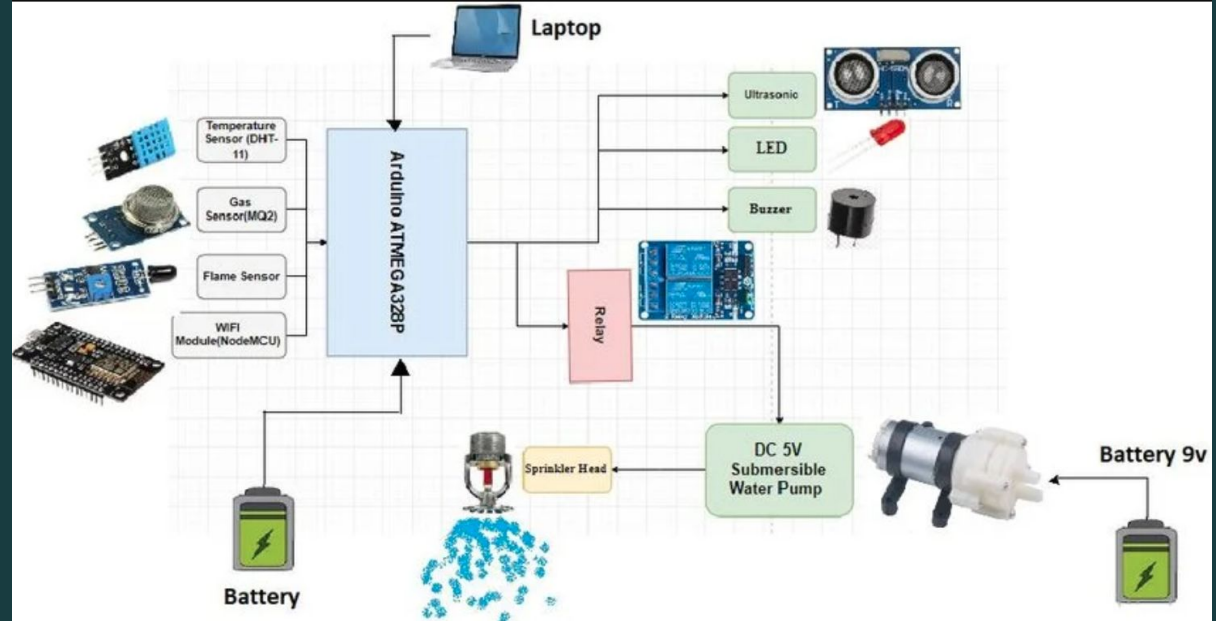 Laptop
Ultrasonic
LED
Buzzer
Temperature
Sensor (DHT-
11)
Gas
Sensor(MQ2)
Flame Sensor
WIFI
Module(NodeMCU)
Arduino ATMEGA328P
Relay
DC 5V
Submersible
Water Pump
Sprinkler Head
Battery 9v
Battery